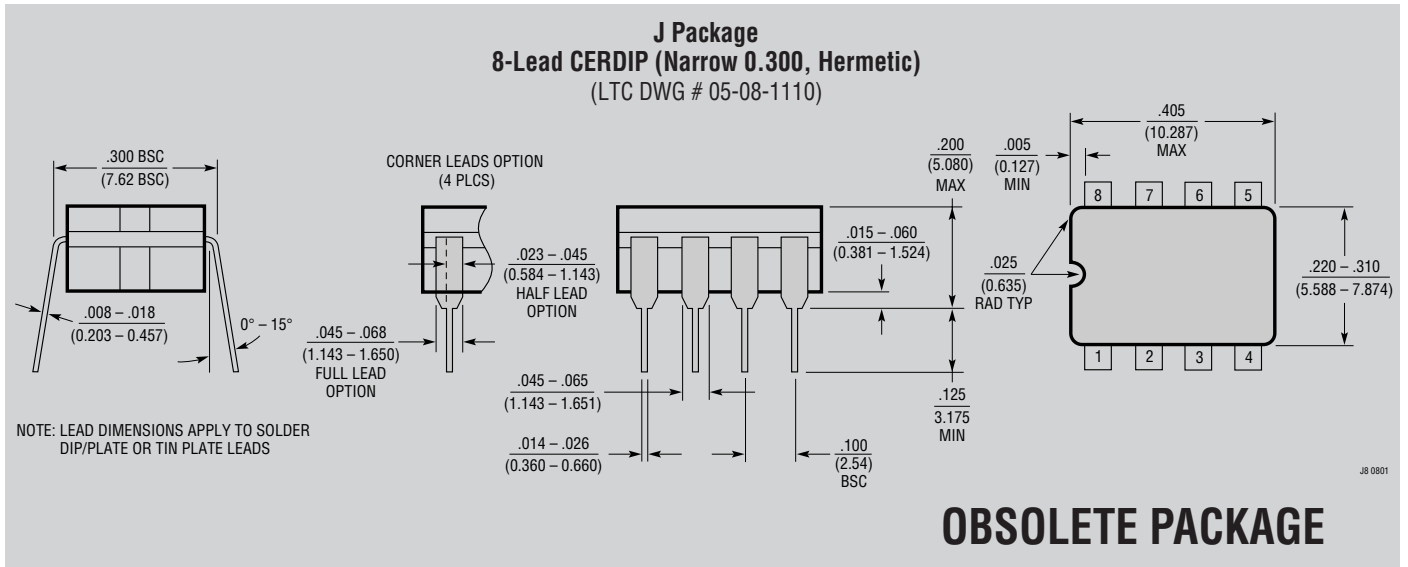 J Package
8-Lead CERDIP (Narrow 0.300, Hermetic)
(LTC DWG # 05-08-1110)
.300 BSC
(7.62 BSC)
.008 – .018
(0.203 – 0.457)
0° – 15°
NOTE: LEAD DIMENSIONS APPLY TO SOLDER
DIP/PLATE OR TIN PLATE LEADS
CORNER LEADS OPTION
(4 PLCS)
.023 – .045
(0.584 – 1.143)
HALF LEAD
OPTION
.045 – .068
(1.143 – 1.650)
FULL LEAD
OPTION
.200
(5.080)
MAX
.015 – .060
(0.381 – 1.524)
.045 – .065
(1.143 – 1.651)
.014 – .026
(0.360 – 0.660)
.100
(2.54)
BSC
.125
3.175
MIN
.405
(10.287)
MAX
.005
(0.127)
MIN
8 7 6 5
.025
(0.635)
RAD TYP
.220 – .310
(5.588 – 7.874)
1 2 3 4
J8 0801
OBSOLETE PACKAGE